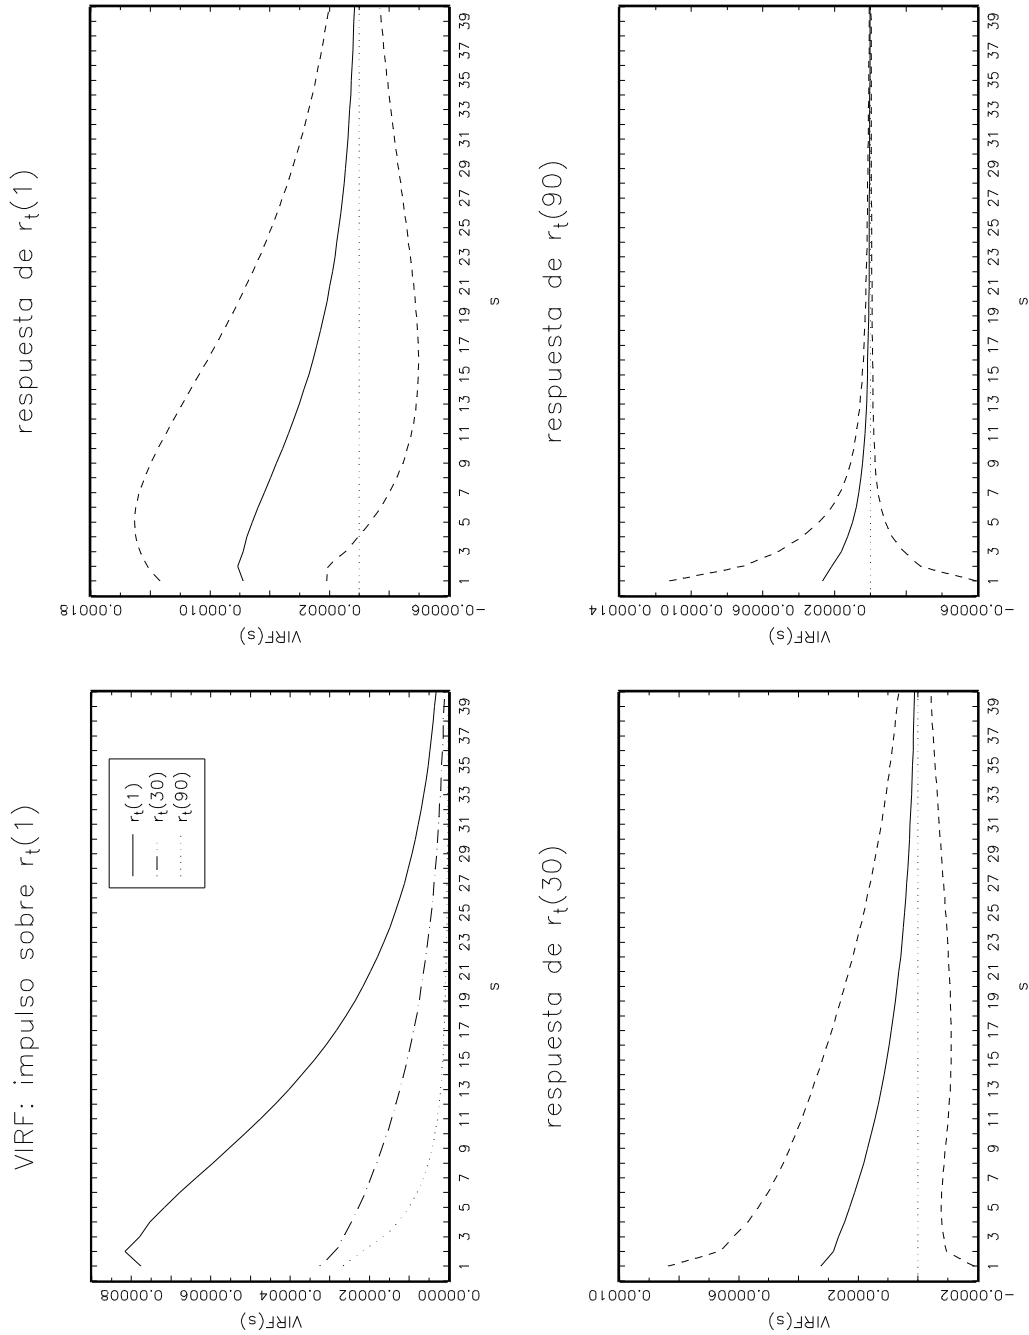 VIRF: impulso sobre r_t(1)
VIRF(s)
0.00008
0.00006
0.00004
0.00002
0.00000
r_t(1)
r_t(30)
r_t(90)
1 3 5 7 9 11 13 15 17 19 21 23 25 27 29 31 33 35 37 39
s
respuesta de r_t(1)
VIRF(s)
0.00018
0.00010
0.00002
−0.00006
1 3 5 7 9 11 13 15 17 19 21 23 25 27 29 31 33 35 37 39
s
respuesta de r_t(30)
VIRF(s)
0.00010
0.00006
0.00002
−0.00002
1 3 5 7 9 11 13 15 17 19 21 23 25 27 29 31 33 35 37 39
s
respuesta de r_t(90)
VIRF(s)
0.00014
0.00010
0.00006
0.00002
−0.00006
1 3 5 7 9 11 13 15 17 19 21 23 25 27 29 31 33 35 37 39
s